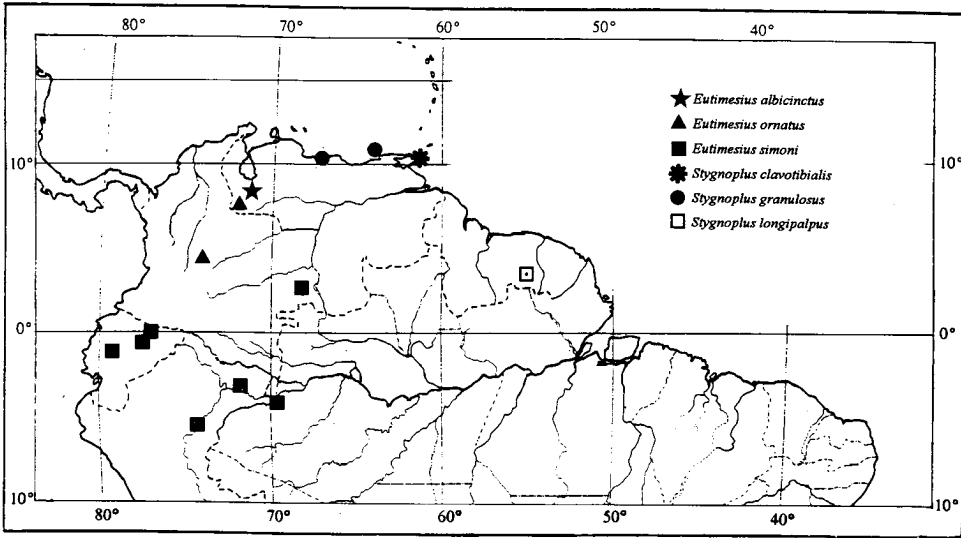 80° 70° 60° 50° 40°
Eutimesius albicinctus
Eutimesius ornatus
Eutimesius simoni
Stygnoplus clavotibialis
Stygnoplus granulosus
Stygnoplus longipalpus
10° 10°
0° 0°
10° 10°
80° 70° 60° 50° 40°